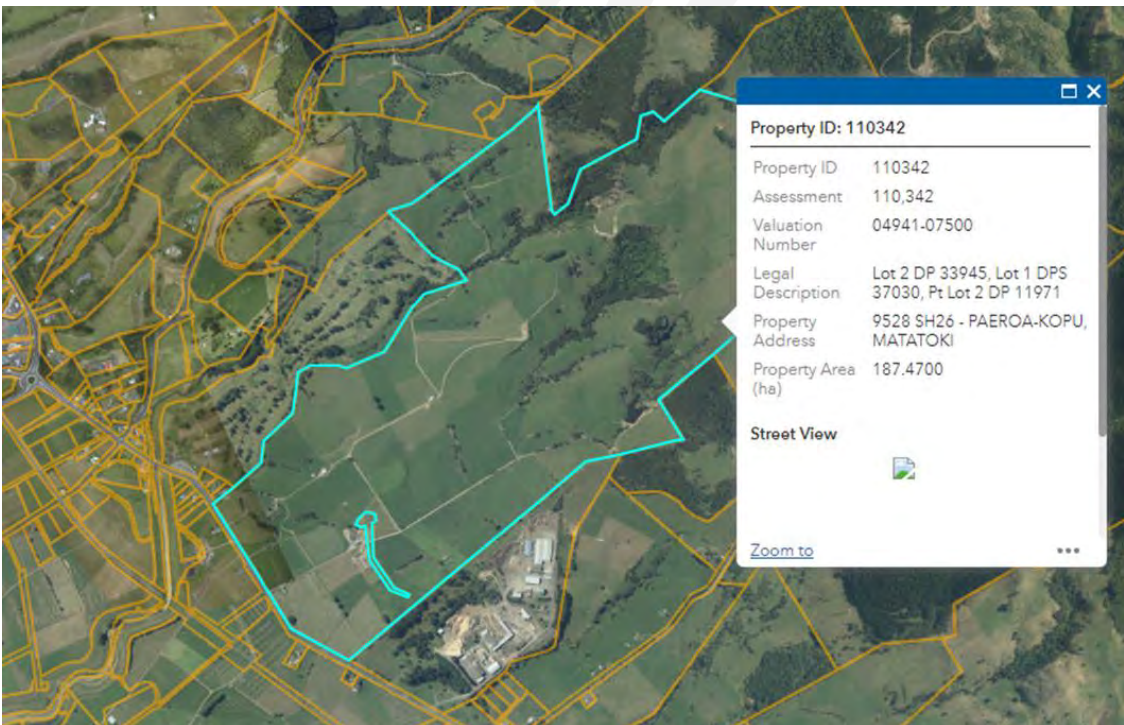 Property ID: 110342
Property ID 110342
Assessment 110,342
Valuation Number 04941-07500
Legal Description Lot 2 DP 33945, Lot 1 DPS 37030, Pt Lot 2 DP 11971
Property Address 9528 SH26 - PAEROA-KOPU, MATATOKI
Property Area (ha) 187.4700
Street View
Zoom to